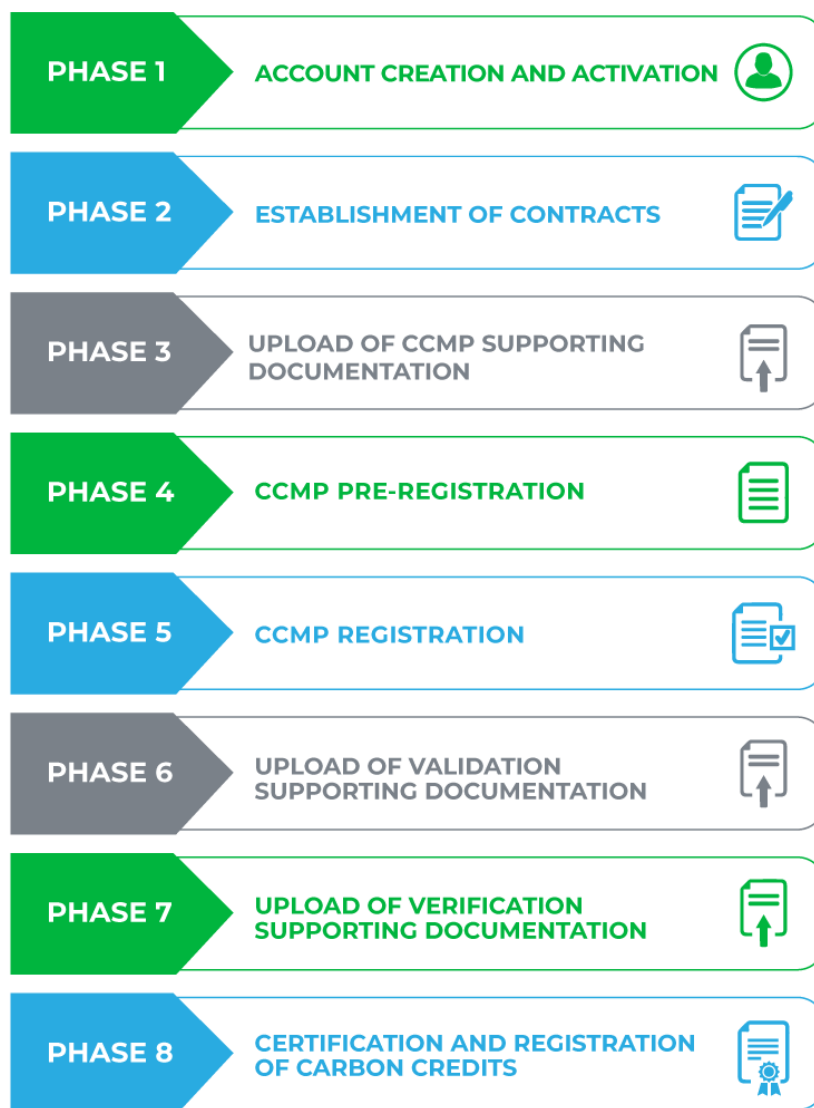 PHASE 1
ACCOUNT CREATION AND ACTIVATION
PHASE 2
ESTABLISHMENT OF CONTRACTS
PHASE 3
UPLOAD OF CCMP SUPPORTING
DOCUMENTATION
PHASE 4
CCMP PRE-REGISTRATION
PHASE 5
CCMP REGISTRATION
PHASE 6
UPLOAD OF VALIDATION
SUPPORTING DOCUMENTATION
PHASE 7
UPLOAD OF VERIFICATION
SUPPORTING DOCUMENTATION
PHASE 8
CERTIFICATION AND REGISTRATION
OF CARBON CREDITS